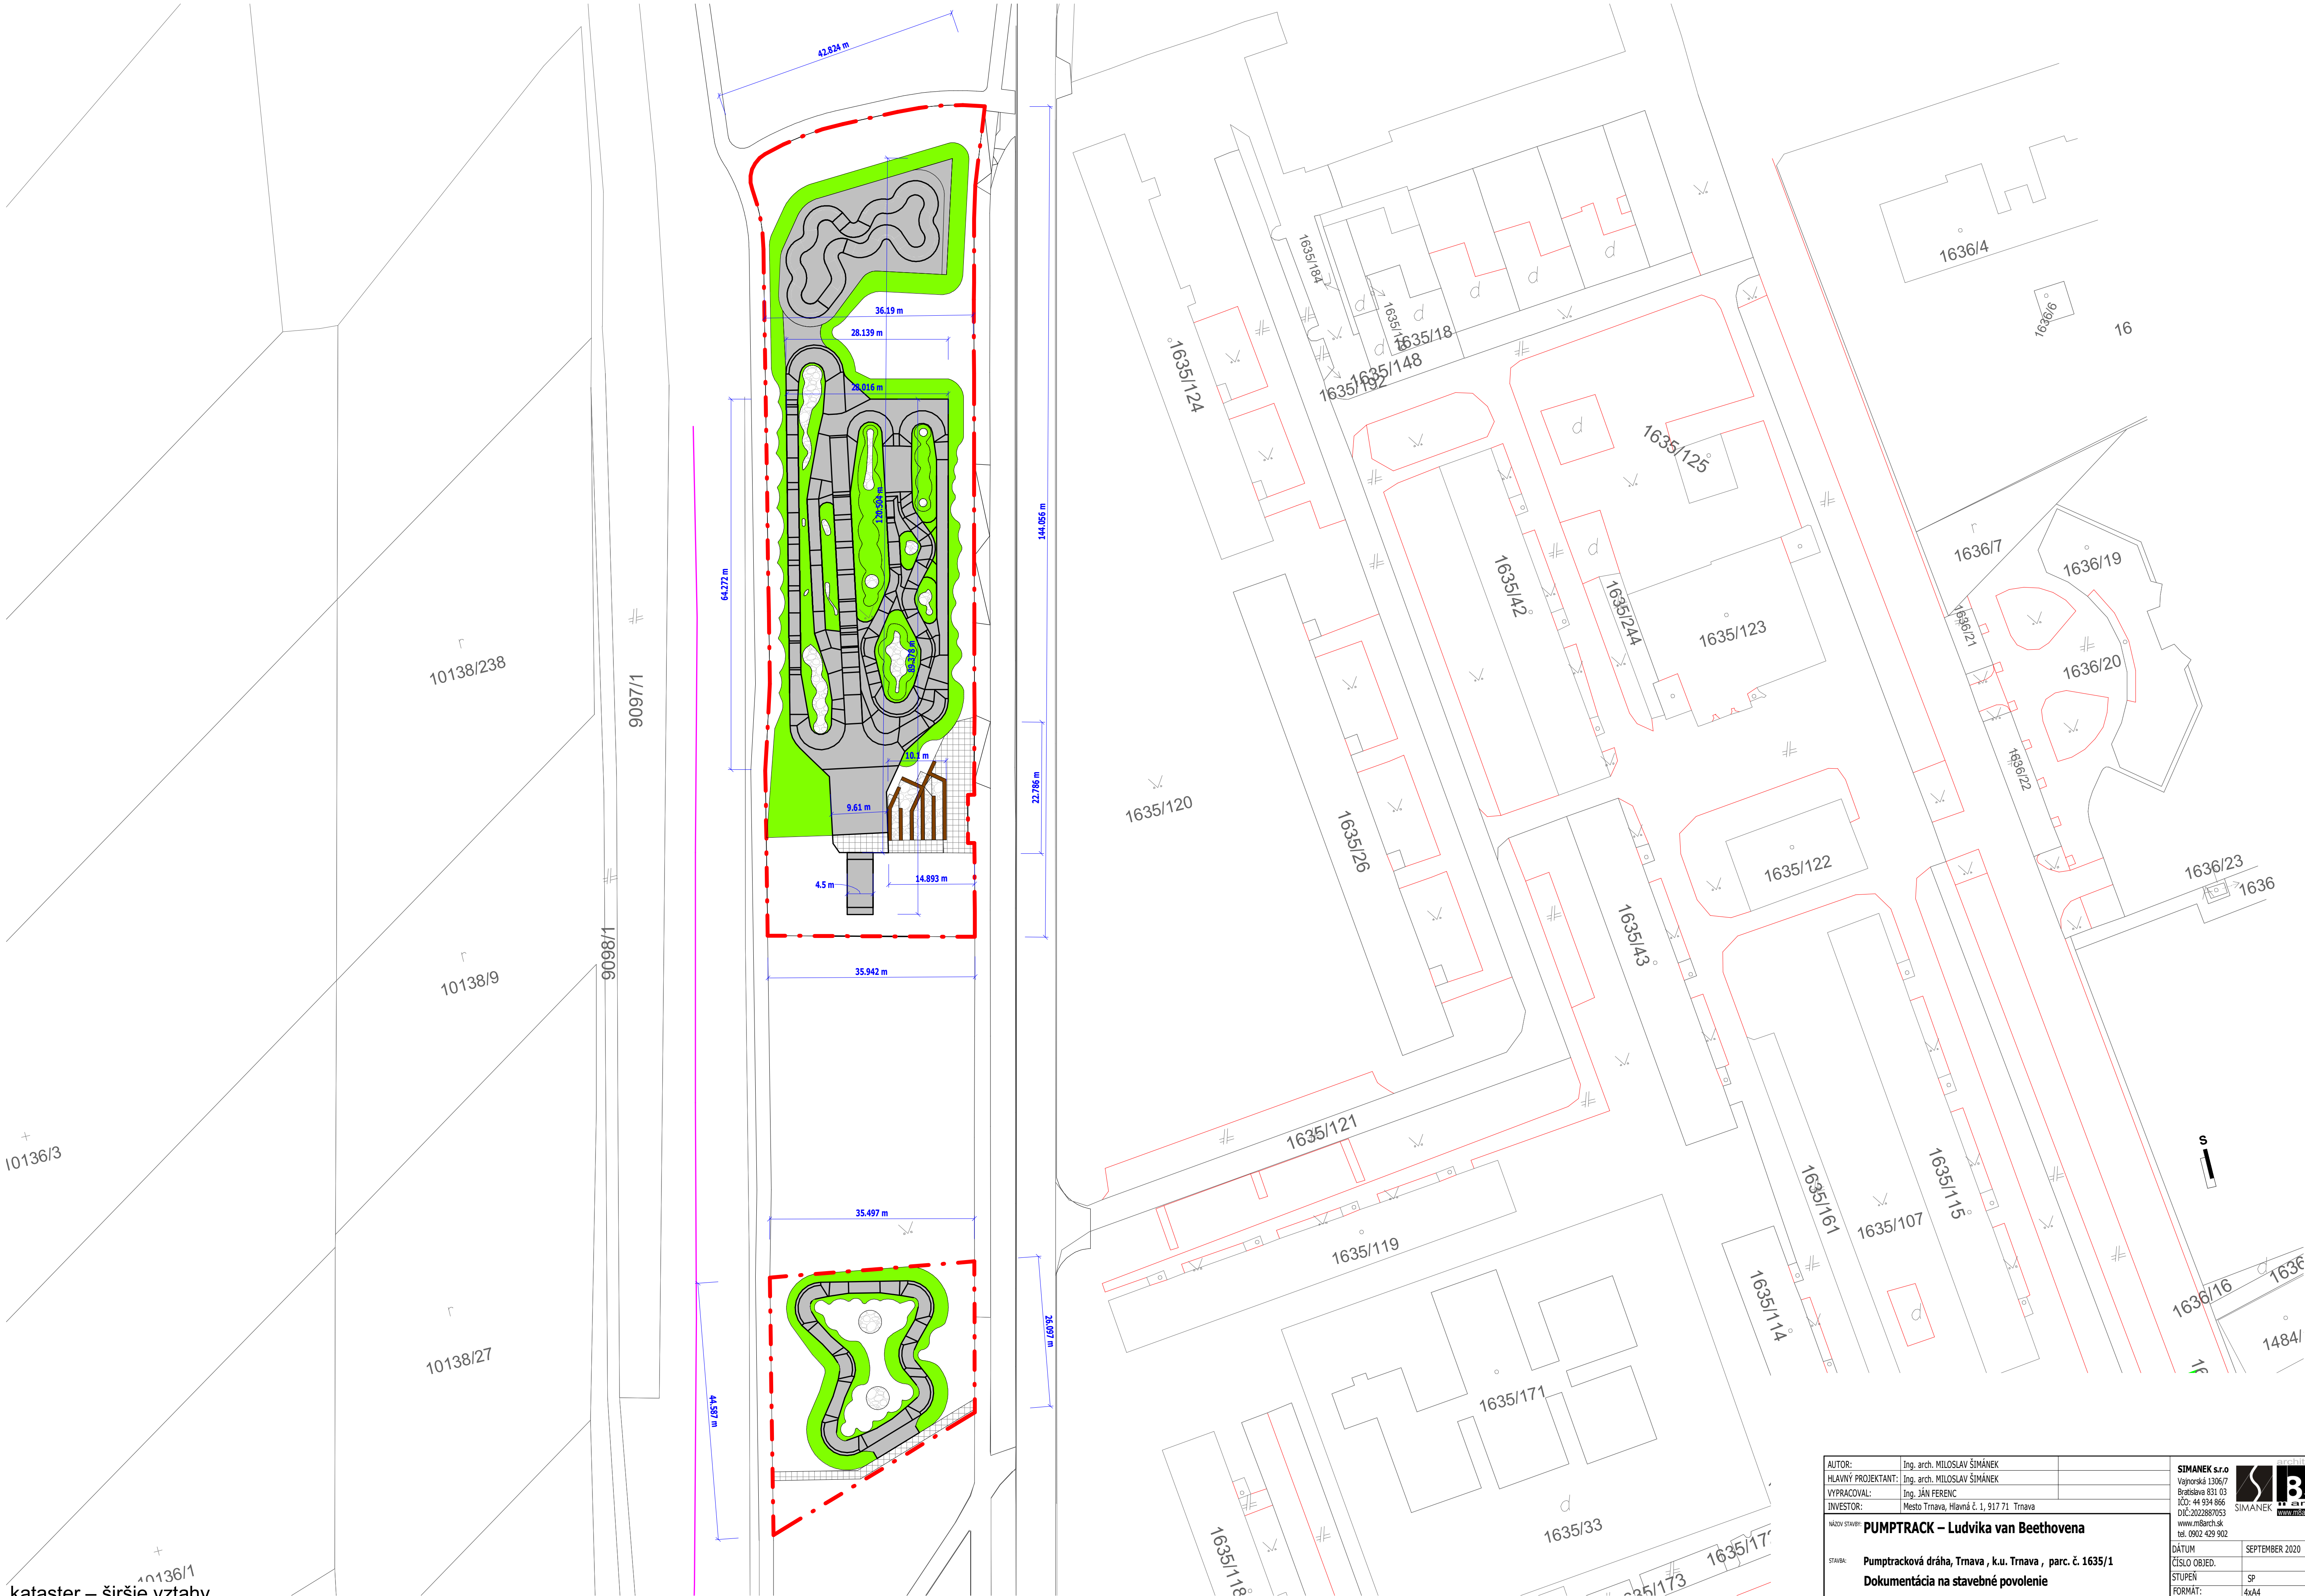 42.824 m
36.19 m
28.139 m
28.016 m
120.504 m
144.056 m
64.272 m
89.378 m
10.1 m
22.786 m
9.61 m
14.893 m
4.5 m
35.942 m
35.497 m
26.097 m
44.587 m
10138/238
9097/1
10138/9
9098/1
10136/3
10138/27
10136/1
kataster – širšie vzťahy
1635/184
1635/18
1635/148
1635/192
1635/124
1635/125
1636/4
1636/6
16
1636/7
1636/19
1635/42
1635/244
1635/123
1636/21
1636/20
1636/22
1635/120
1635/26
1635/122
1636/23
1636
1635/43
1635/121
S
1635/119
1635/161
1635/107
1635/115
1635/114
1636/16
1636
1484/
1635/171
1635/33
1635/118
1635/173
AUTOR: Ing. arch. MILOSLAV ŠIMÁNEK
HLAVNÝ PROJEKTANT: Ing. arch. MILOSLAV ŠIMÁNEK
VYPRACOVAL: Ing. JÁN FERENC
INVESTOR: Mesto Trnava, Hlavná č. 1, 917 71 Trnava
NÁZOV STAVBY: PUMPTRACK – Ludvika van Beethovena
STAVBA: Pumptracková dráha, Trnava , k.u. Trnava , parc. č. 1635/1
Dokumentácia na stavebné povolenie
SIMANEK s.r.o
Vajnorská 1306/7
Bratislava 831 03
IČO: 44 934 866
DIČ:2022887053
www.m8arch.sk
tel. 0902 429 902
SIMANEK
DÁTUM SEPTEMBER 2020
ČÍSLO OBJED.
STUPEŇ SP
FORMÁT: 4xA4